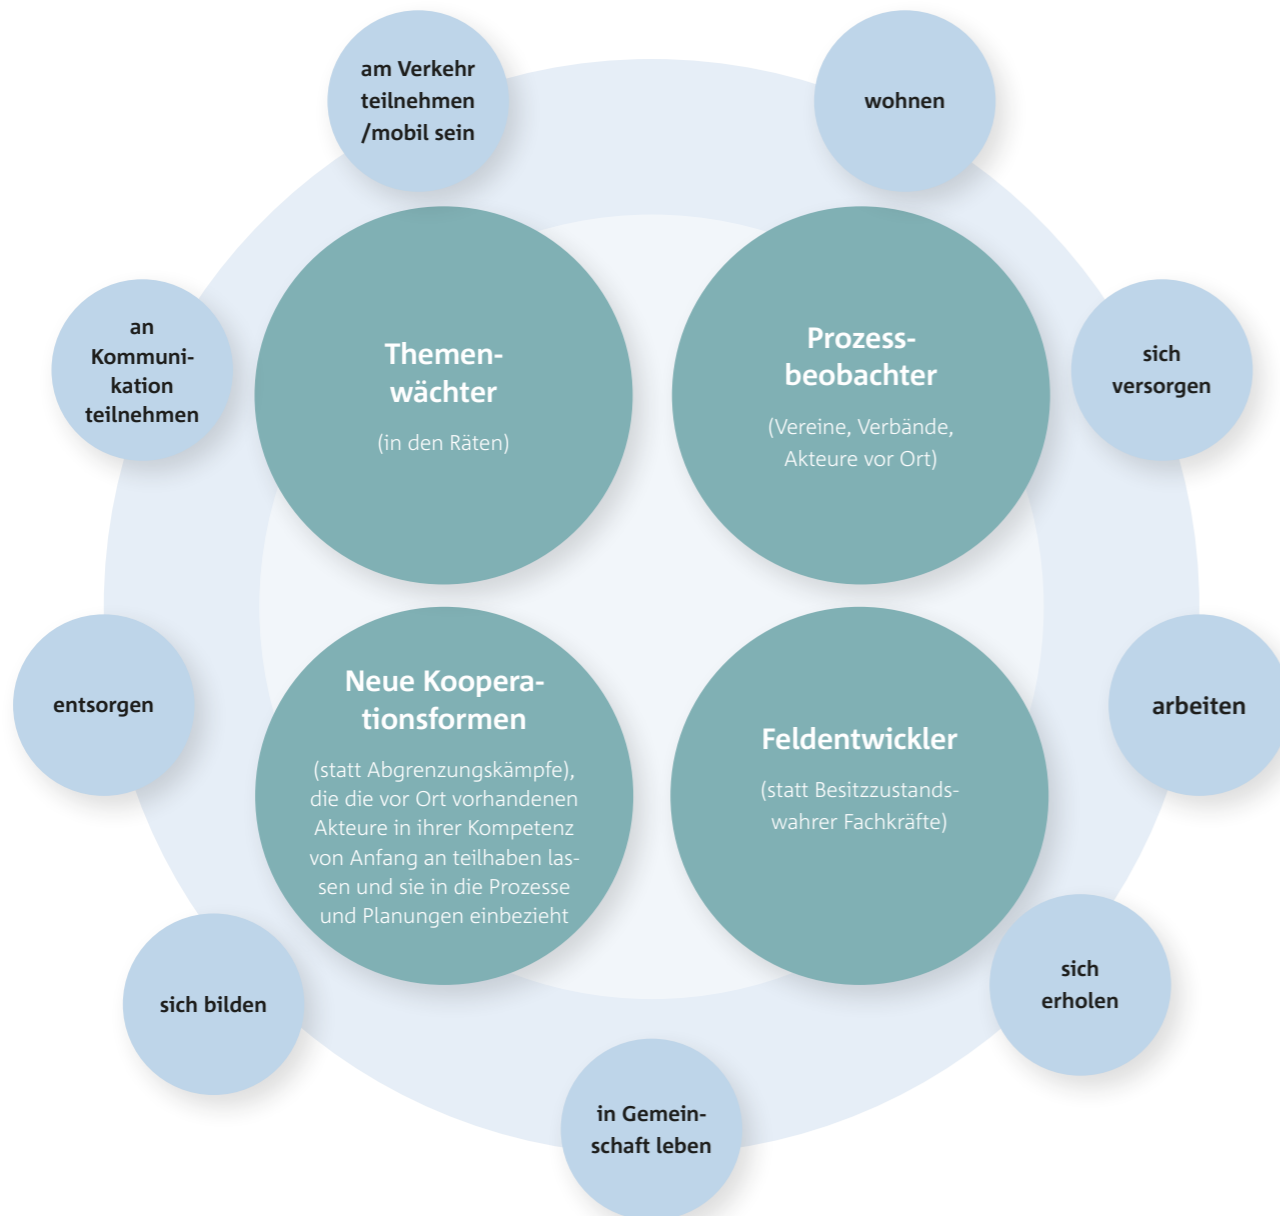 am Verkehr
teilnehmen
/mobil sein
wohnen
an
Kommuni-
kation
teilnehmen
Themen-
wächter
(in den Räten)
Prozess-
beobachter
(Vereine, Verbände,
Akteure vor Ort)
sich
versorgen
entsorgen
Neue Koopera-
tionsformen
(statt Abgrenzungskämpfe),
die die vor Ort vorhandenen
Akteure in ihrer Kompetenz
von Anfang an teilhaben las-
sen und sie in die Prozesse
und Planungen einbezieht
Feldentwickler
(statt Besitzzustands-
wahrer Fachkräfte)
arbeiten
sich bilden
in Gemein-
schaft leben
sich
erholen